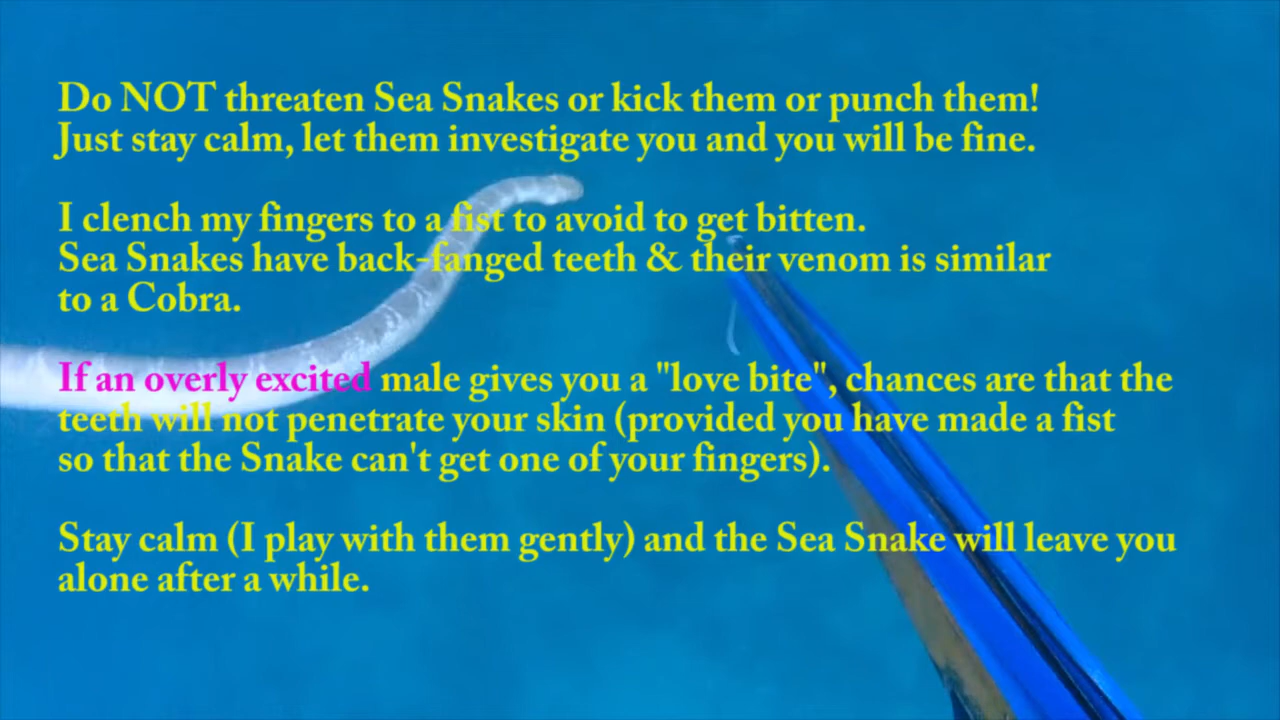 Do NOT threaten Sea Snakes or kick them or punch them!
Just stay calm, let them investigate you and you will be fine.
I clench my fingers to a fist to avoid to get bitten.
Sea Snakes have back-fanged teeth & their venom is similar
to a Cobra.
If an overly excited male gives you a "love bite", chances are that the
teeth will not penetrate your skin (provided you have made a fist
so that the Snake can't get one of your fingers).
Stay calm (I play with them gently) and the Sea Snake will leave you
alone after a while.